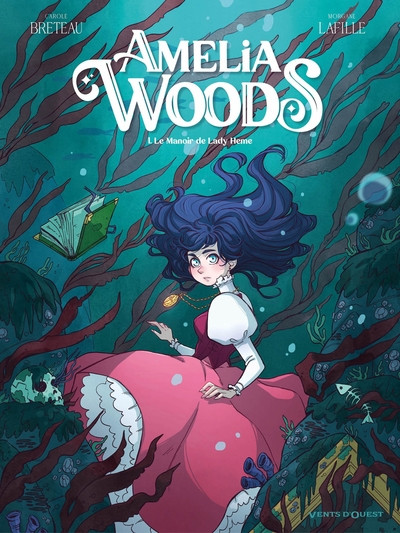 CAROLE
BRETEAU
MORGANE
LAFILLE
AMELIA
WOODS
1. Le Manoir de Lady Heme
VENTS D'OUEST